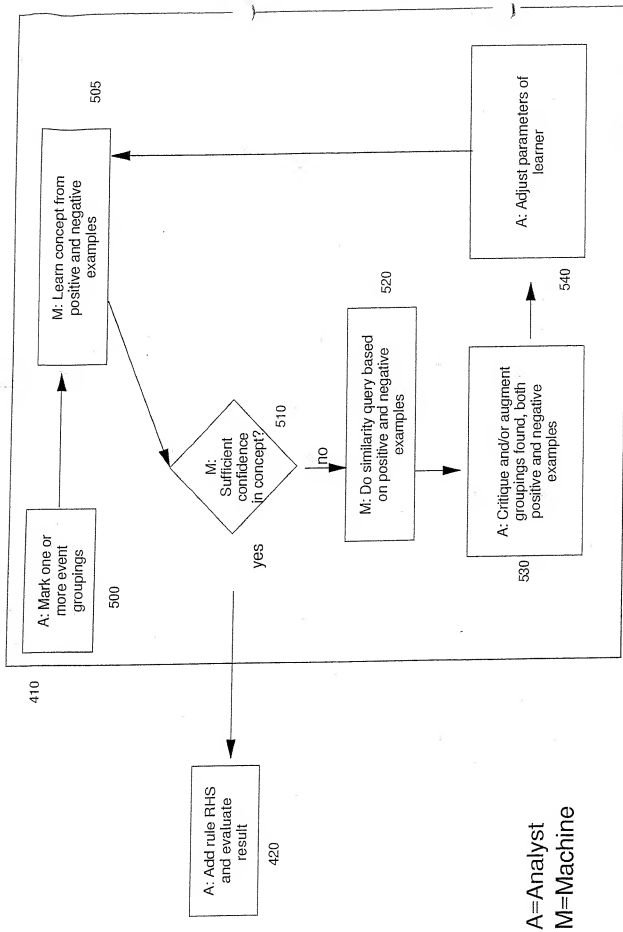 410
A: Mark one or
more event
groupings
500
M: Learn concept from
positive and negative
examples
505
M:
Sufficient
confidence
in concept?
510
yes
no
A: Add rule RHS
and evaluate
result
420
M: Do similarity query based
on positive and negative
examples
520
A: Critique and/or augment
groupings found, both
positive and negative
examples
530
A: Adjust parameters of
learner
540
A=Analyst
M=Machine